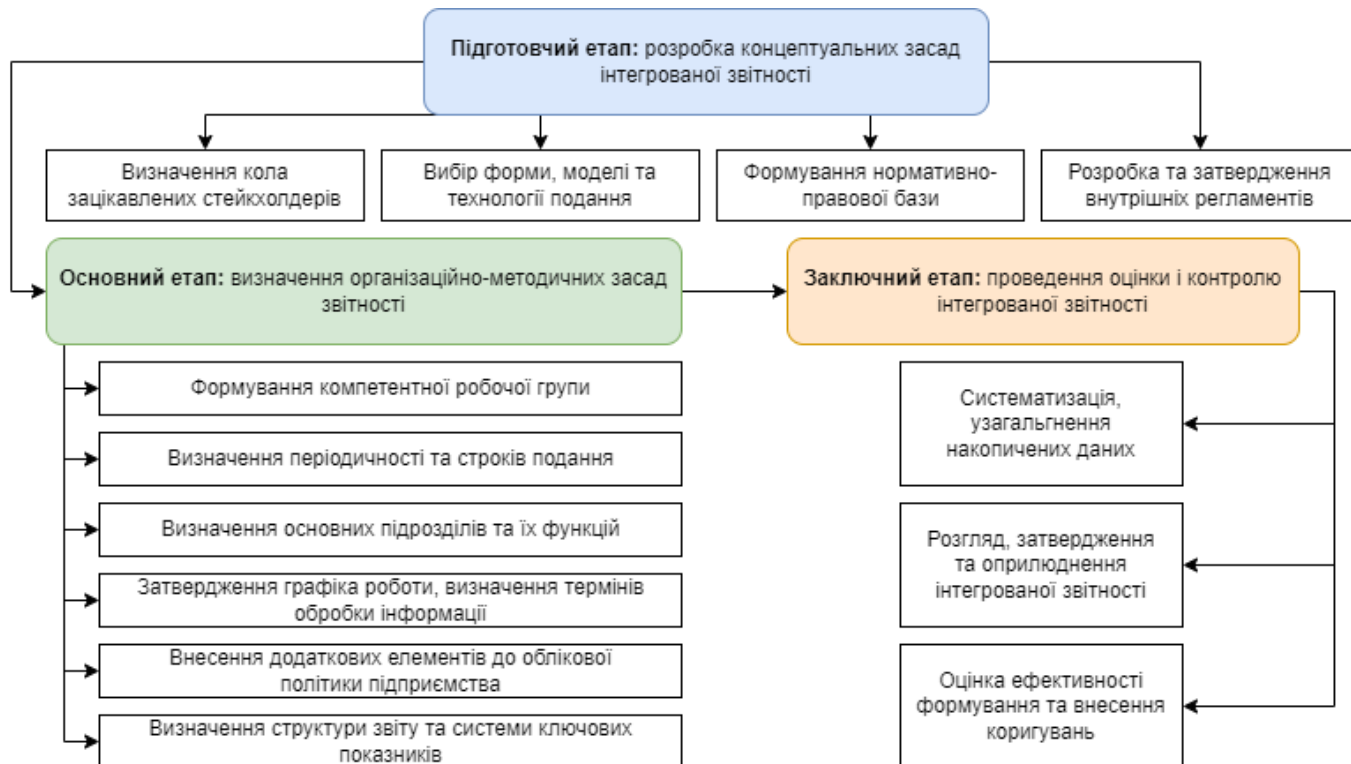 Підготовчий етап: розробка концептуальних засад
інтегрованої звітності
Визначення кола
зацікавлених стейкхолдерів
Вибір форми, моделі та
технології подання
Формування нормативно-
правової бази
Розробка та затвердження
внутрішніх регламентів
Основний етап: визначення організаційно-методичних засад
звітності
Заключний етап: проведення оцінки і контролю
інтегрованої звітності
Формування компетентної робочої групи
Визначення періодичності та строків подання
Визначення основних підрозділів та їх функцій
Затвердження графіка роботи, визначення термінів
обробки інформації
Внесення додаткових елементів до облікової
політики підприємства
Визначення структури звіту та системи ключових
показників
Систематизація,
узагальгнення
накопичених даних
Розгляд, затвердження
та оприлюднення
інтегрованої звітності
Оцінка ефективності
формування та внесення
коригувань